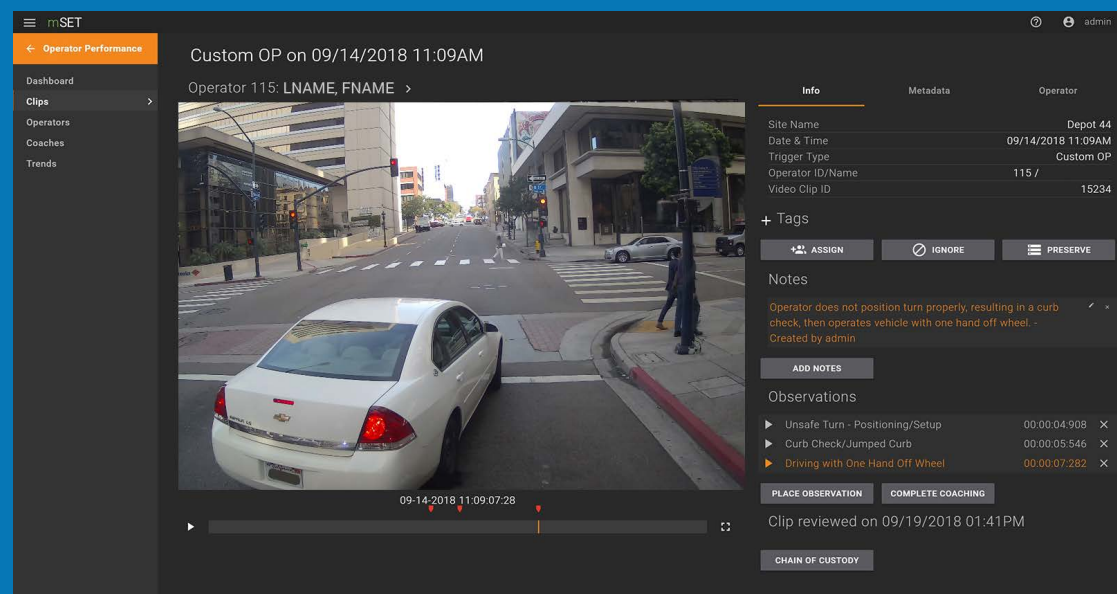 mSET
admin
Operator Performance
Dashboard
Clips
Operators
Coaches
Trends
Custom OP on 09/14/2018 11:09AM
Operator 115: LNAME, FNAME
09-14-2018 11:09:07:28
Info
Metadata
Operator
Site Name Depot 44
Date & Time 09/14/2018 11:09AM
Trigger Type Custom OP
Operator ID/Name 115 /
Video Clip ID 15234
+ Tags
ASSIGN
IGNORE
PRESERVE
Notes
Operator does not position turn properly, resulting in a curb
check, then operates vehicle with one hand off wheel. -
Created by admin
ADD NOTES
Observations
Unsafe Turn - Positioning/Setup 00:00:04:908
Curb Check/Jumped Curb 00:00:05:546
Driving with One Hand Off Wheel 00:00:07:282
PLACE OBSERVATION
COMPLETE COACHING
Clip reviewed on 09/19/2018 01:41PM
CHAIN OF CUSTODY